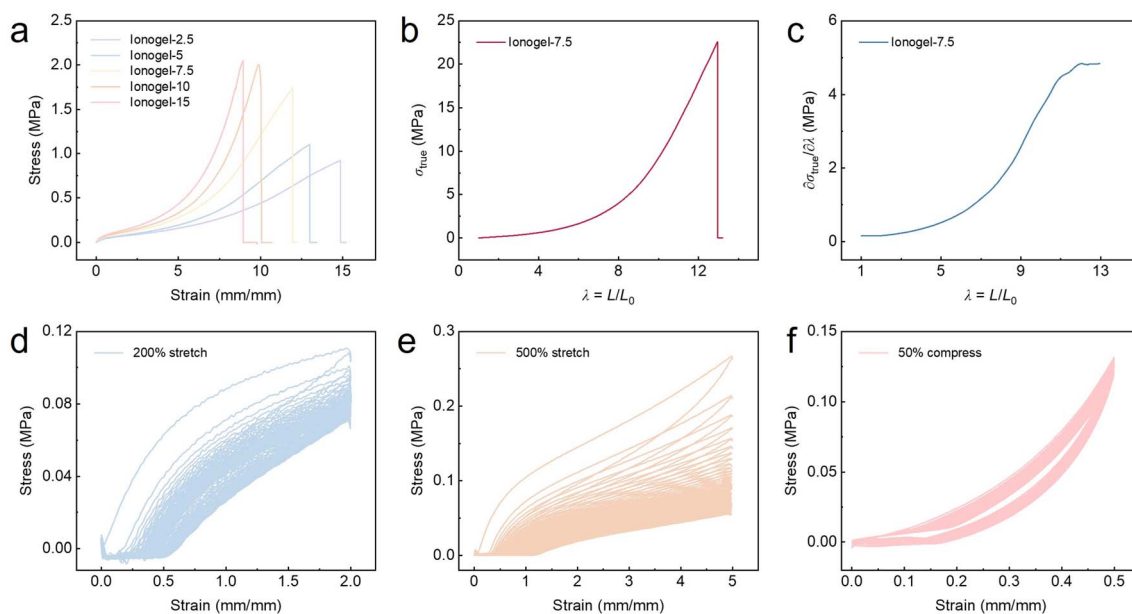 a
2.5
2.0
1.5
1.0
0.5
0.0
Stress (MPa)
Ionogel-2.5
Ionogel-5
Ionogel-7.5
Ionogel-10
Ionogel-15
0
5
10
15
Strain (mm/mm)
b
25
20
15
10
5
0
σtrue (MPa)
Ionogel-7.5
0
4
8
12
λ = L/L0
c
6
4
2
0
∂σtrue/∂λ (MPa)
Ionogel-7.5
1
5
9
13
λ = L/L0
d
0.12
0.08
0.04
0.00
Stress (MPa)
200% stretch
0.0
0.5
1.0
1.5
2.0
Strain (mm/mm)
e
0.3
0.2
0.1
0.0
Stress (MPa)
500% stretch
0
1
2
3
4
5
Strain (mm/mm)
f
0.15
0.10
0.05
0.00
Stress (MPa)
50% compress
0.0
0.1
0.2
0.3
0.4
0.5
Strain (mm/mm)